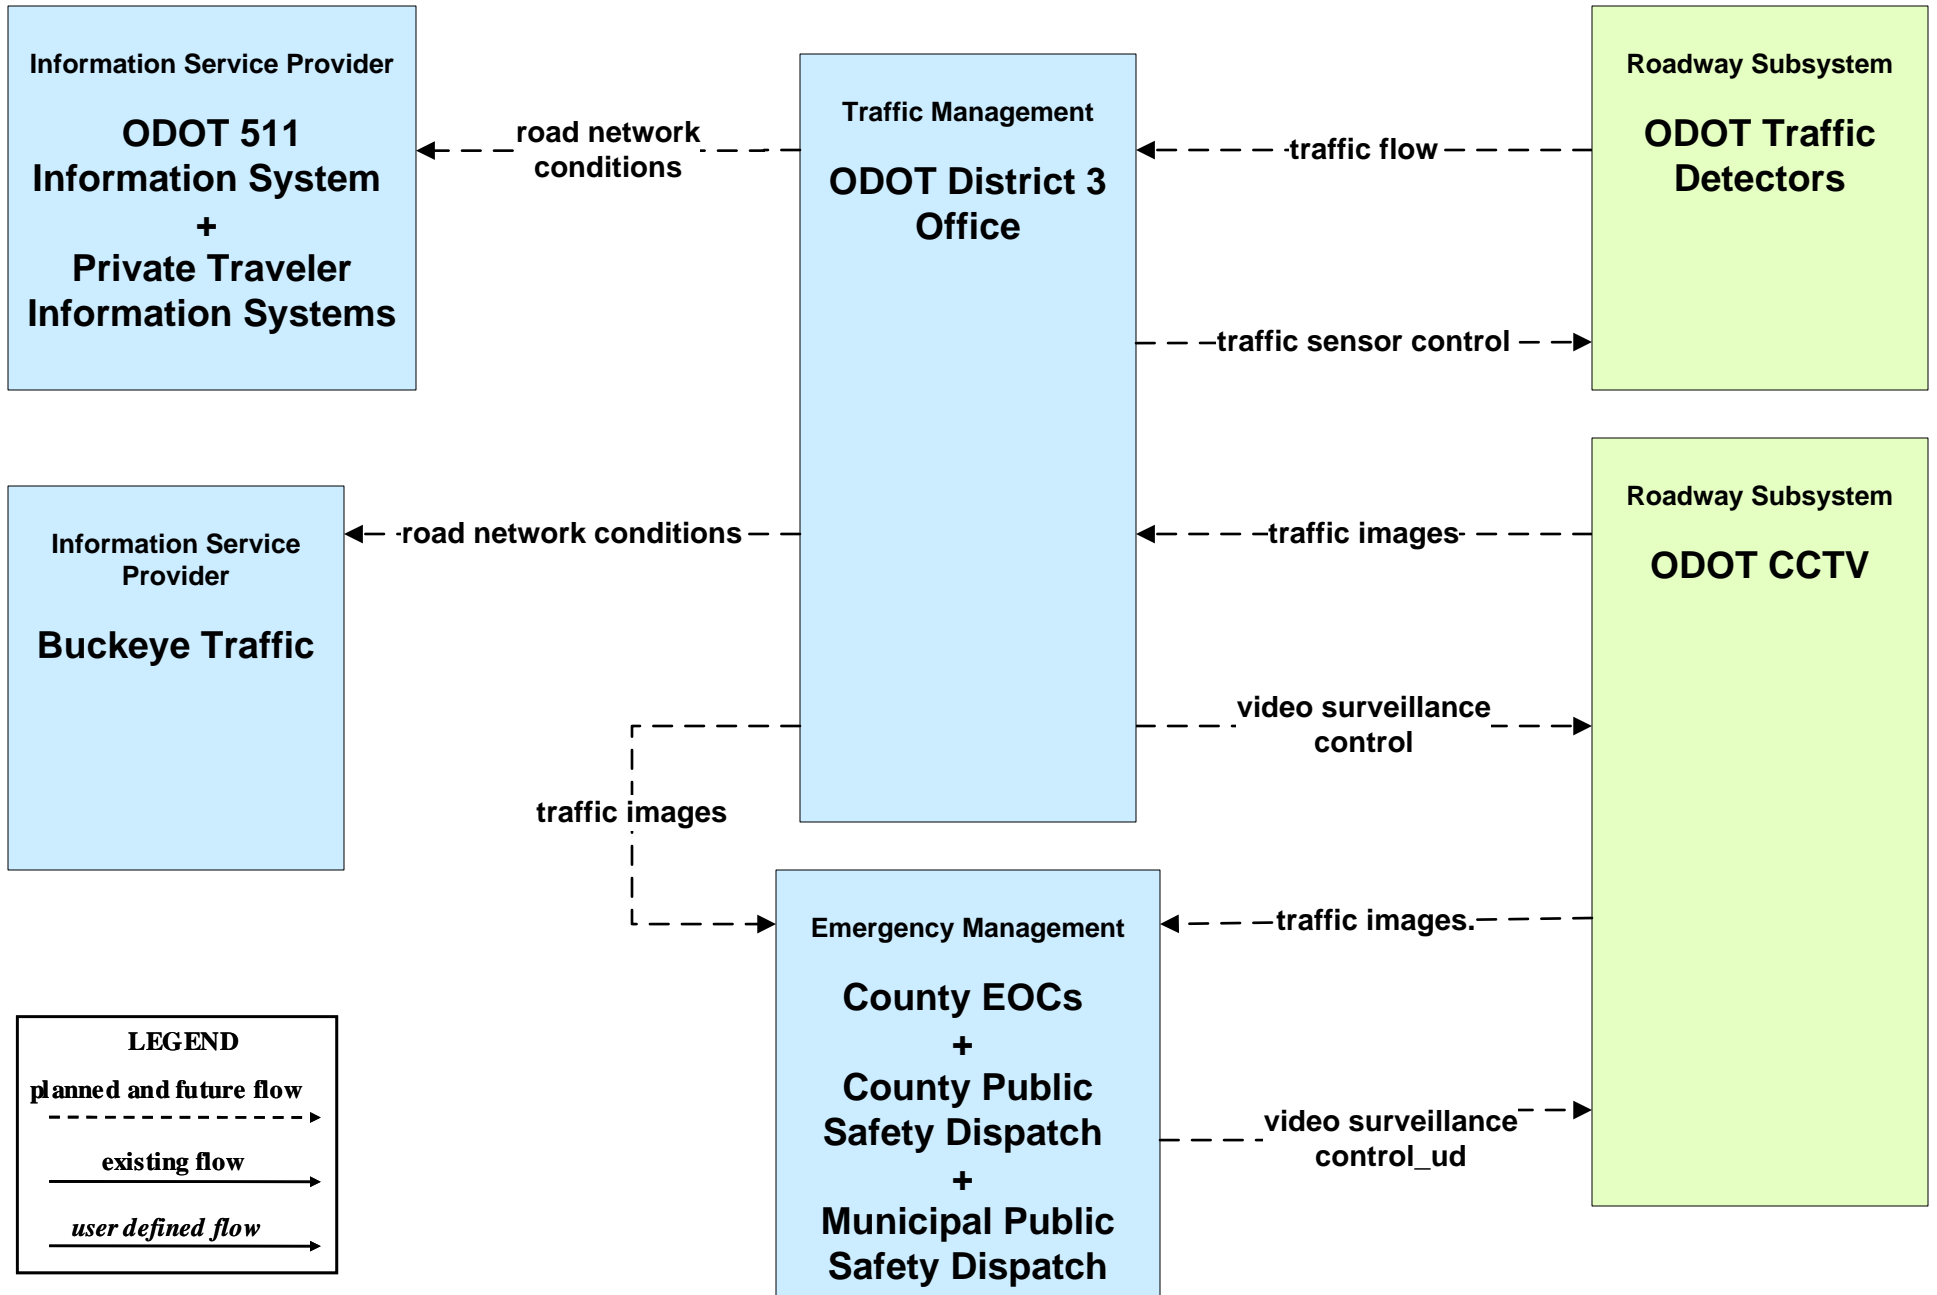 Information Service Provider
ODOT 511
Information System
+
Private Traveler
Information Systems
road network
conditions
Traffic Management
ODOT District 3
Office
traffic flow
Roadway Subsystem
ODOT Traffic
Detectors
traffic sensor control
Information Service
Provider
Buckeye Traffic
road network conditions
traffic images
Roadway Subsystem
ODOT CCTV
video surveillance
control
traffic images
Emergency Management
County EOCs
+
County Public
Safety Dispatch
+
Municipal Public
Safety Dispatch
traffic images.
video surveillance
control_ud
LEGEND
planned and future flow
existing flow
user defined flow